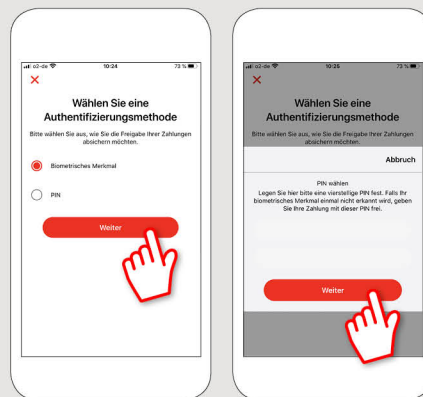 o2-de 10:24 73 %
Wählen Sie eine
Authentifizierungsmethode
Bitte wählen Sie aus, wie Sie die Freigabe Ihrer Zahlungen
absichern möchten.
Biometrisches Merkmal
PIN
Weiter
o2-de 10:25 73 %
Wählen Sie eine
Authentifizierungsmethode
Bitte wählen Sie aus, wie Sie die Freigabe Ihrer Zahlungen
absichern möchten.
Abbruch
PIN wählen
Legen Sie hier bitte eine vierstellige PIN fest. Falls Ihr
biometrisches Merkmal einmal nicht erkannt wird, geben
Sie Ihre Zahlung mit dieser PIN frei.
Weiter